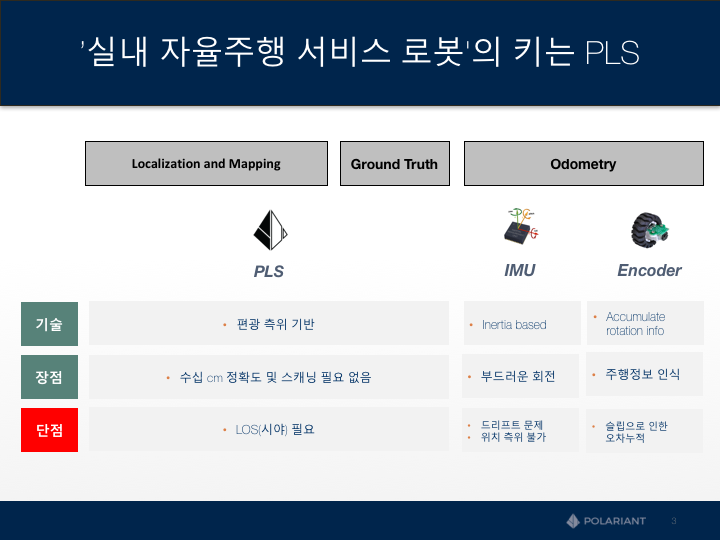 '실내 자율주행 서비스 로봇'의 키는 PLS
Localization and Mapping
Ground Truth
Odometry
PLS
IMU
Encoder
기술
• 편광 측위 기반
• Inertia based
• Accumulate
rotation info
장점
• 수십 cm 정확도 및 스캐닝 필요 없음
• 부드러운 회전
• 주행정보 인식
단점
• LOS(시야) 필요
• 드리프트 문제
• 위치 측위 불가
• 슬립으로 인한
오차누적
POLARIANT
3